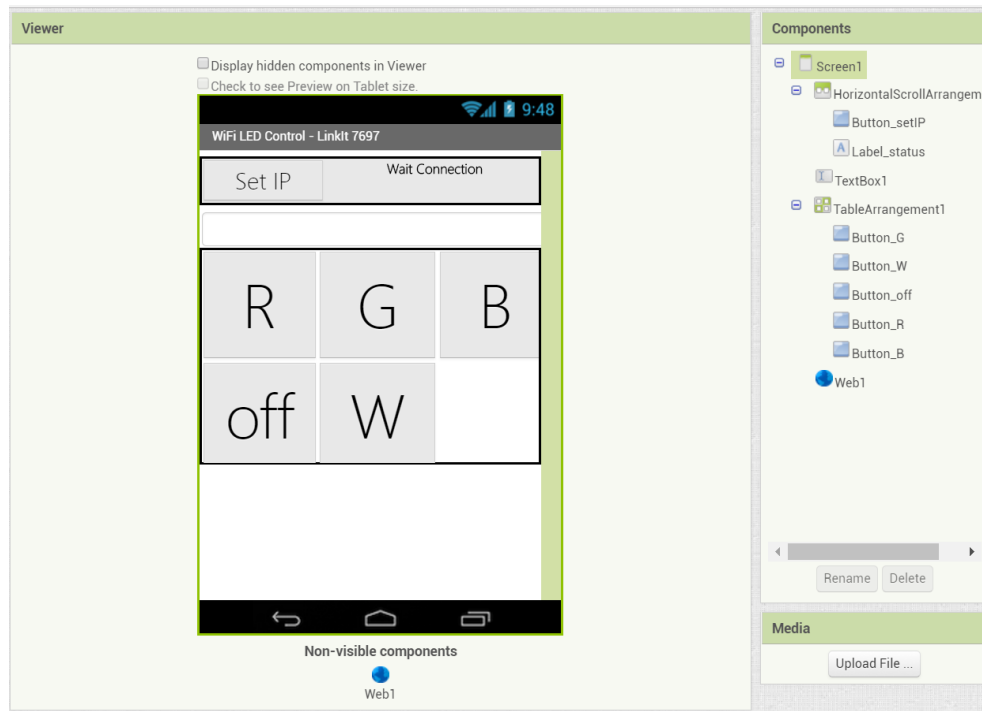 Viewer
Display hidden components in Viewer
Check to see Preview on Tablet size.
9:48
WiFi LED Control - LinkIt 7697
Set IP
Wait Connection
R G B
off W
Non-visible components
Web1
Components
Screen1
HorizontalScrollArrangem
Button_setIP
Label_status
TextBox1
TableArrangement1
Button_G
Button_W
Button_off
Button_R
Button_B
Web1
Rename Delete
Media
Upload File ...